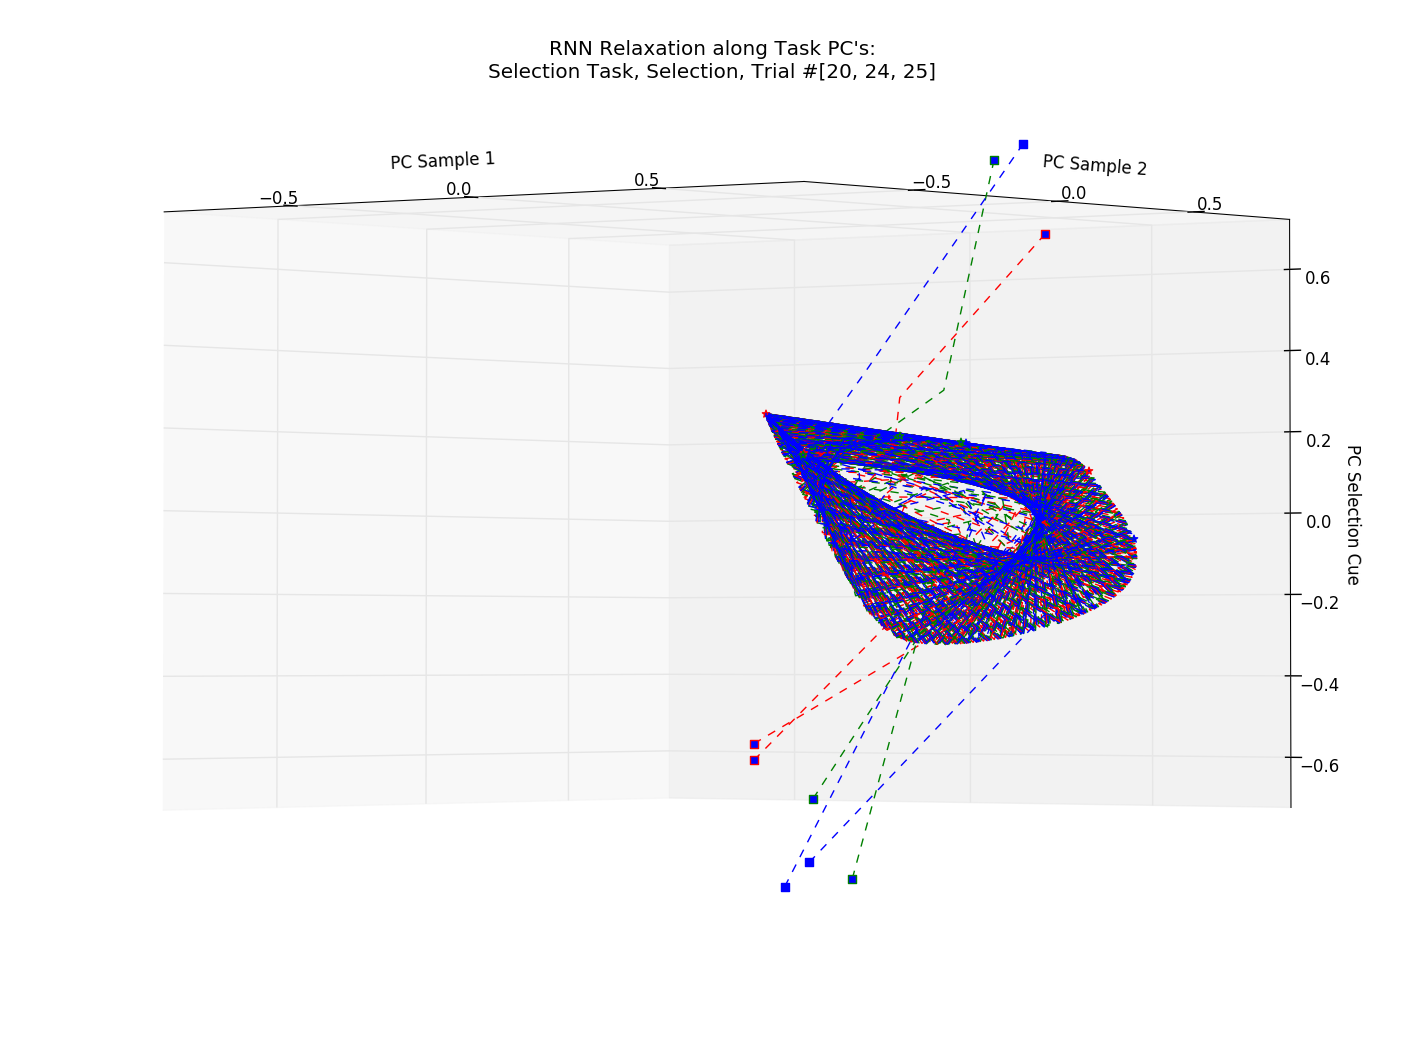 RNN Relaxation along Task PC's:
Selection Task, Selection, Trial #[20, 24, 25]
PC Sample 1
−0.5
0.0
0.5
PC Sample 2
−0.5
0.0
0.5
0.6
0.4
0.2
0.0
−0.2
−0.4
−0.6
PC Selection Cue